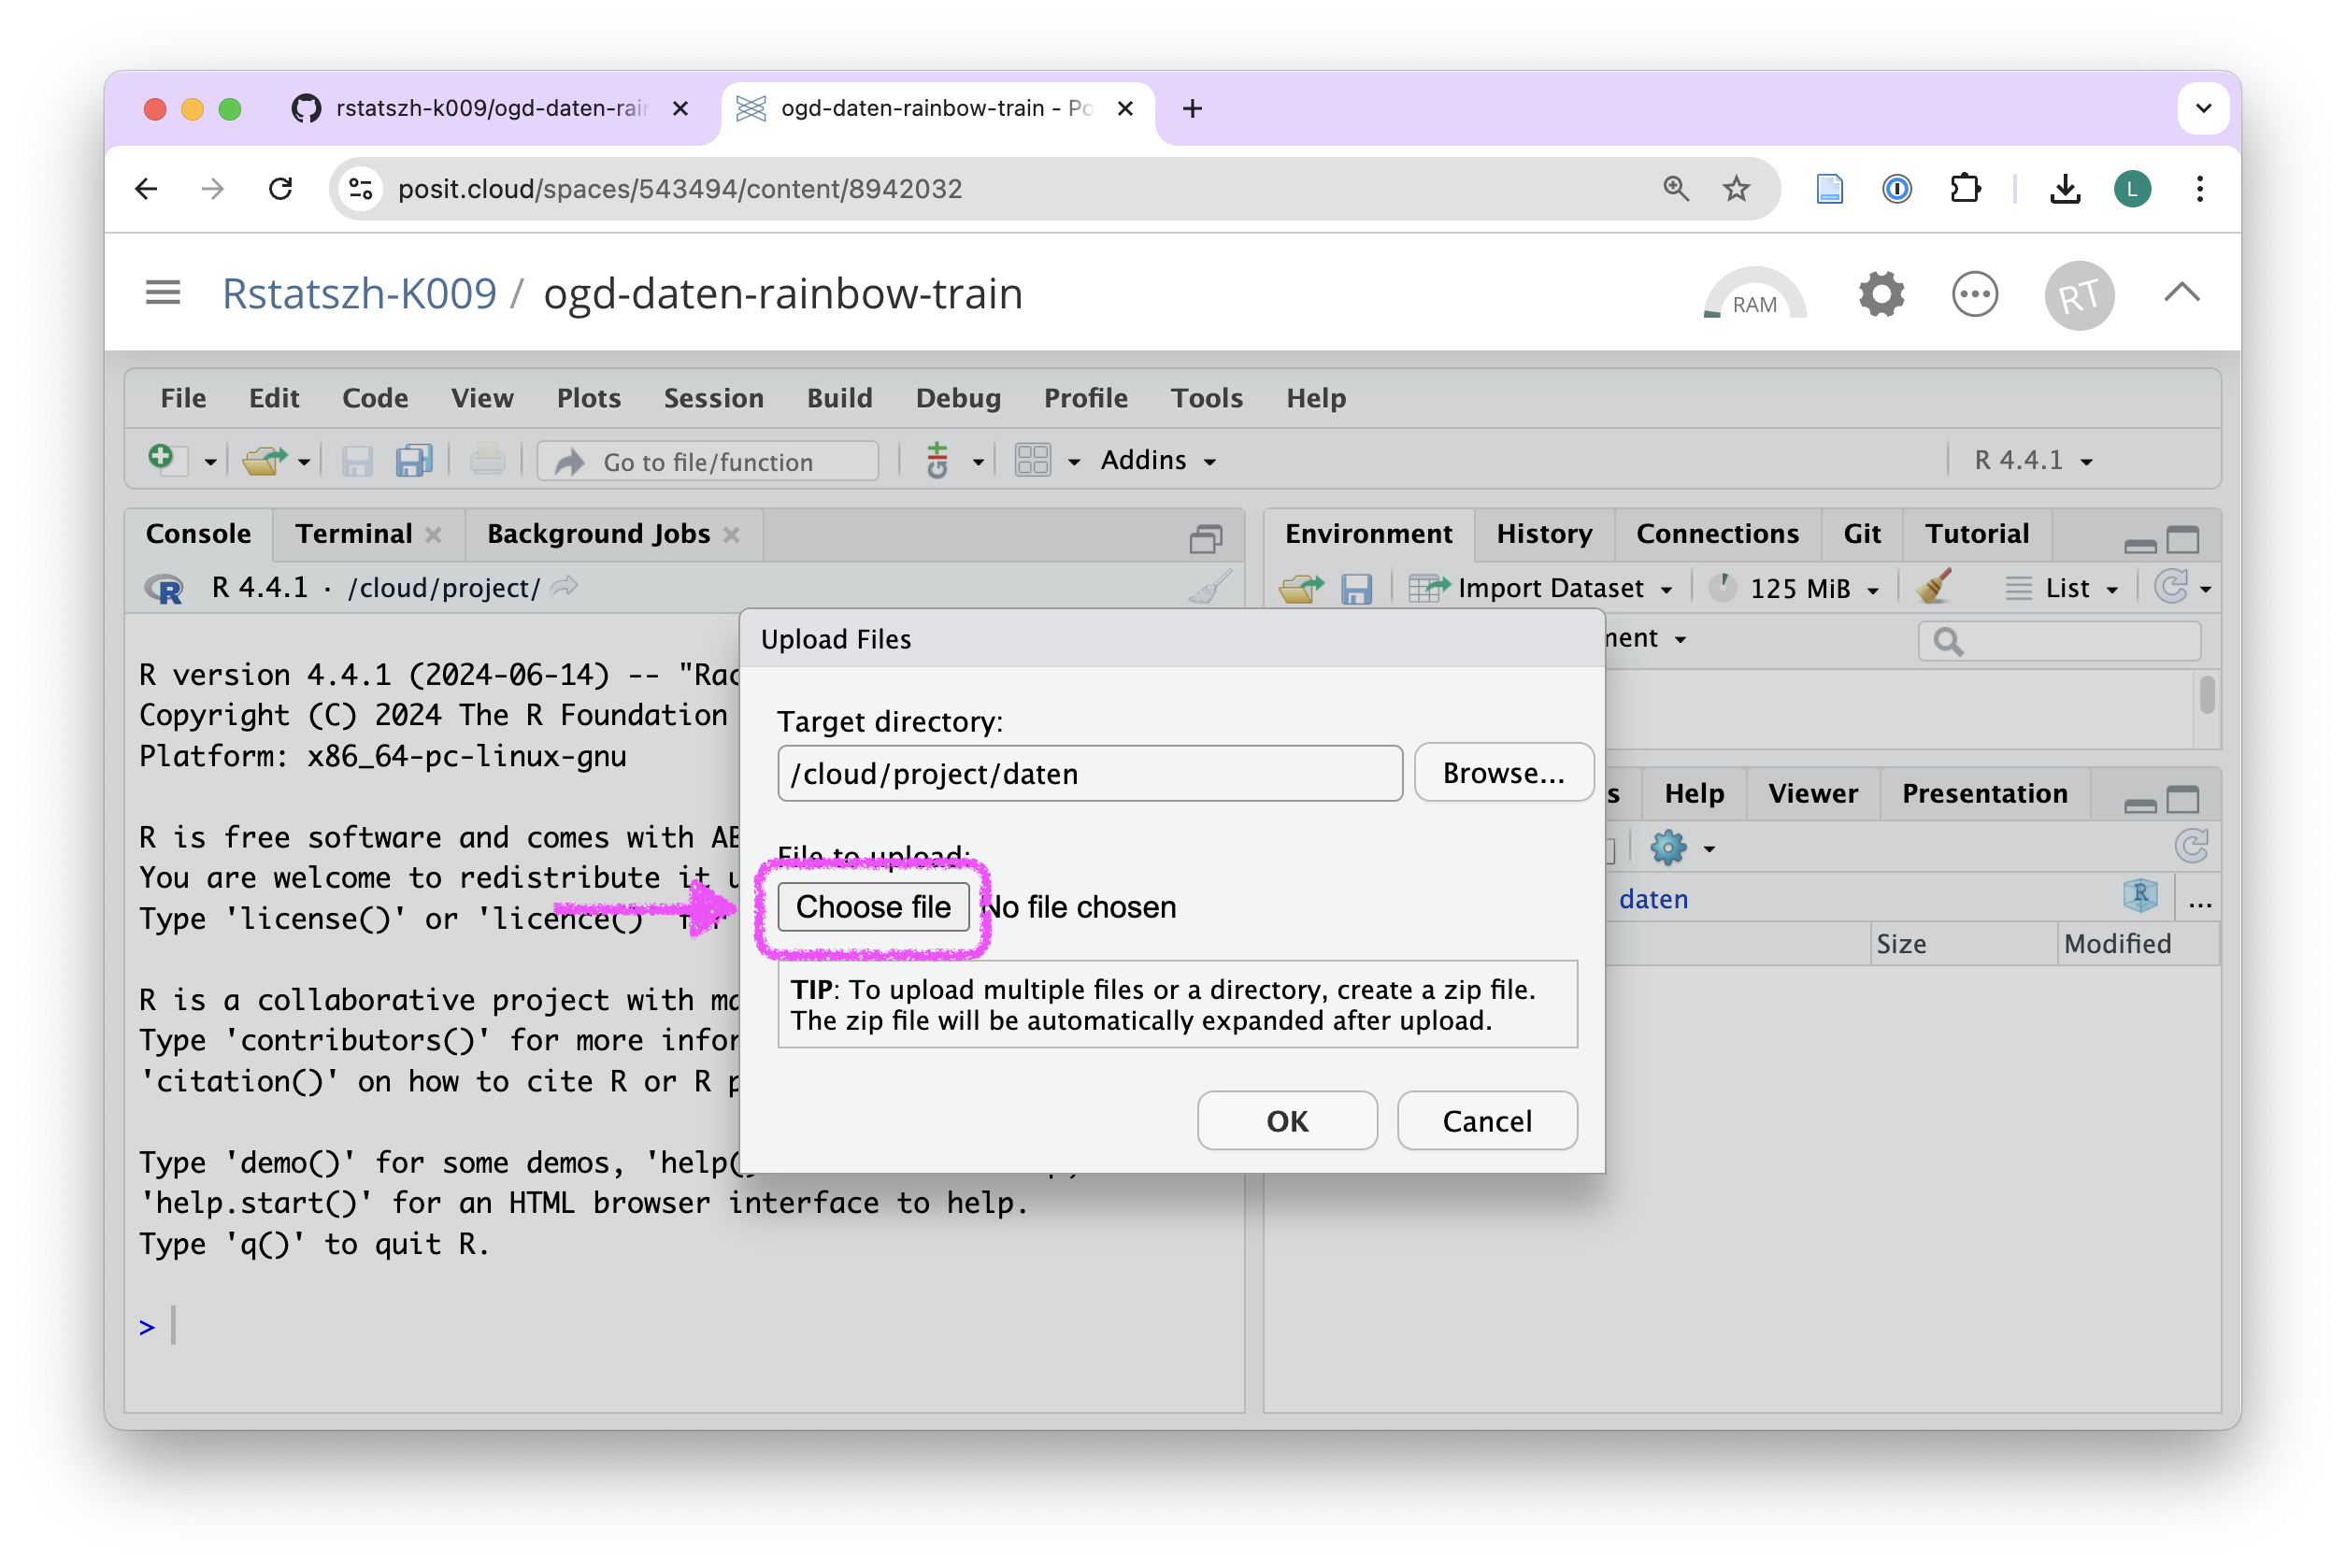 rstatszh-k009/ogd-daten-rai
ogd-daten-rainbow-train - Po
posit.cloud/spaces/543494/content/8942032
L
Rstatszh-K009 / ogd-daten-rainbow-train
RAM
RT
File Edit Code View Plots Session Build Debug Profile Tools Help
Go to file/function
Addins
R 4.4.1
Console Terminal Background Jobs
Environment History Connections Git Tutorial
R 4.4.1 · /cloud/project/
Import Dataset 125 MiB List
R version 4.4.1 (2024-06-14) -- "Rac
Copyright (C) 2024 The R Foundation
Platform: x86_64-pc-linux-gnu
R is free software and comes with AB
You are welcome to redistribute it u
Type 'license()' or 'licence()' for
R is a collaborative project with ma
Type 'contributors()' for more infor
'citation()' on how to cite R or R p
Type 'demo()' for some demos, 'help()
'help.start()' for an HTML browser interface to help.
Type 'q()' to quit R.
>
Upload Files
Target directory:
/cloud/project/daten
Browse...
File to upload:
Choose file No file chosen
TIP: To upload multiple files or a directory, create a zip file.
The zip file will be automatically expanded after upload.
OK Cancel
ment
s Help Viewer Presentation
daten
...
Size Modified